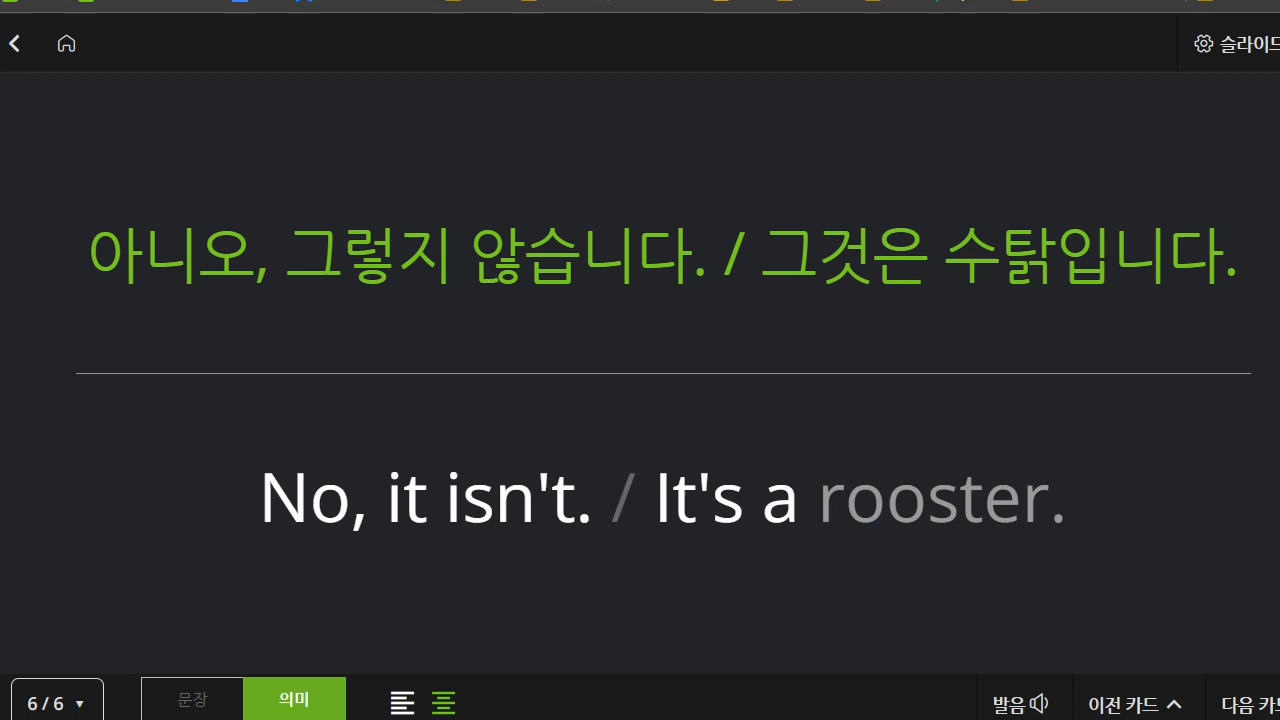 슬라이드
아니오, 그렇지 않습니다. / 그것은 수탉입니다.
No, it isn't. / It's a rooster.
6 / 6 ▼ 문장 의미 발음 이전 카드 다음 카드